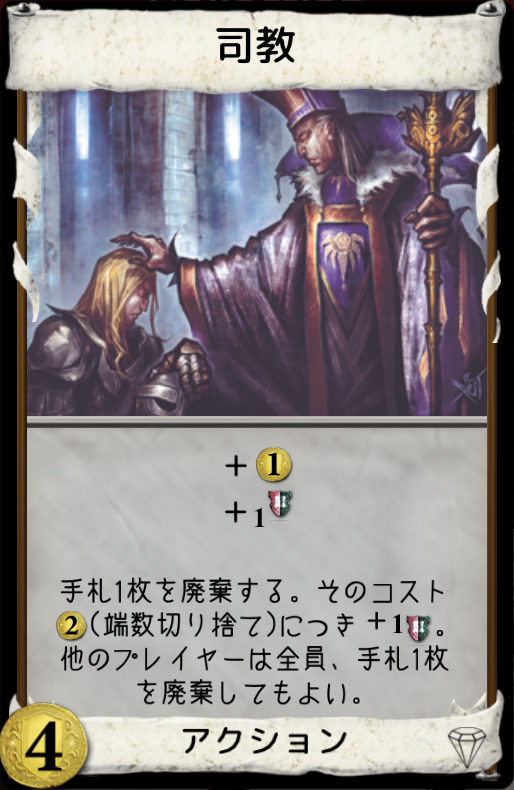 司教
+ 1
+1
手札1枚を廃棄する。そのコスト
2(端数切り捨て)につき +1 。
他のプレイヤーは全員、手札1枚
を廃棄してもよい。
4 アクション